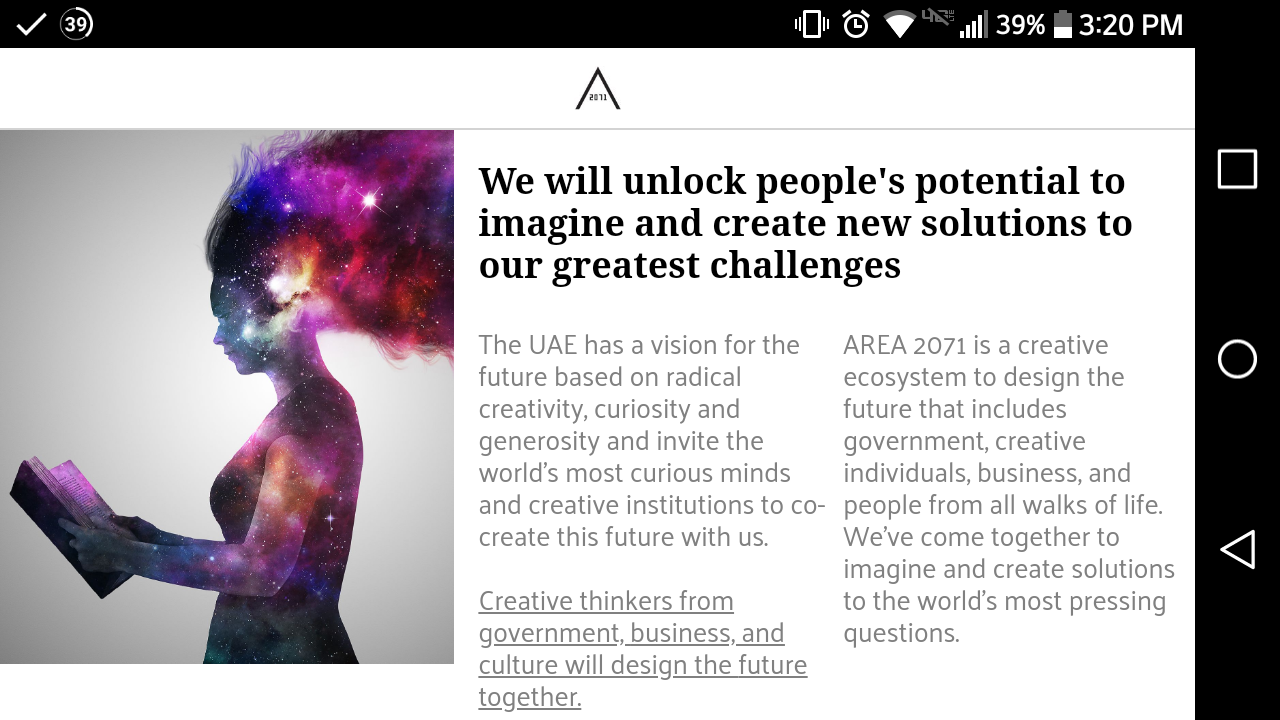 39
39%
3:20 PM
2071
We will unlock people's potential to
imagine and create new solutions to
our greatest challenges
The UAE has a vision for the
future based on radical
creativity, curiosity and
generosity and invite the
world's most curious minds
and creative institutions to co-
create this future with us.
Creative thinkers from
government, business, and
culture will design the future
together.
AREA 2071 is a creative
ecosystem to design the
future that includes
government, creative
individuals, business, and
people from all walks of life.
We've come together to
imagine and create solutions
to the world's most pressing
questions.